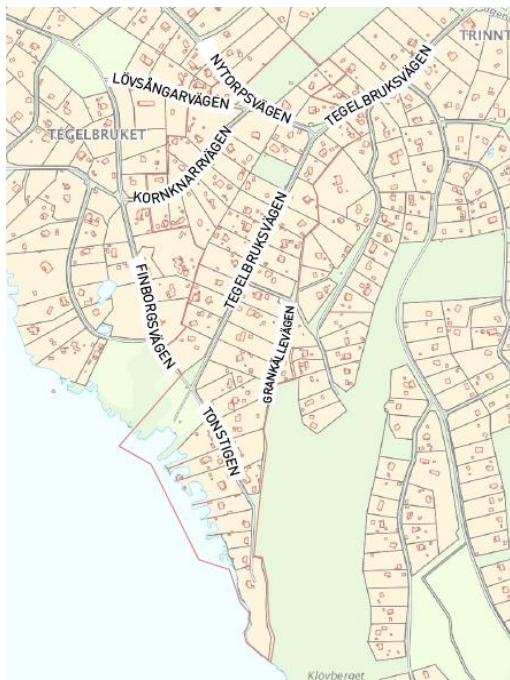 TRINNT
NYTORPSVÄGEN
TEGELBRUKSVÄGEN
LÖVSÅNGARVÄGEN
TEGELBRUKET
KORNKNARRVÄGEN
TEGELBRUKSVÄGEN
FINBORGSVÄGEN
GRANKÄLLEVÄGEN
TONSTIGEN
Klövberget